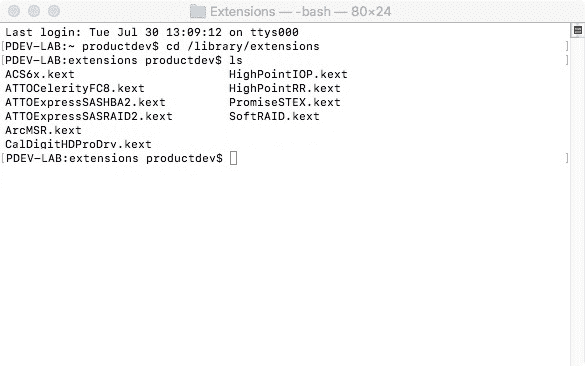 Extensions — -bash — 80×24
Last login: Tue Jul 30 13:09:12 on ttys000
[PDEV-LAB:~ productdev$ cd /library/extensions ]
[PDEV-LAB:extensions productdev$ ls ]
ACS6x.kext HighPointIOP.kext
ATTOCelerityFC8.kext HighPointRR.kext
ATTOExpressSASHBA2.kext PromiseSTEX.kext
ATTOExpressSASRAID2.kext SoftRAID.kext
ArcMSR.kext
CalDigitHDProDrv.kext
[PDEV-LAB:extensions productdev$ ]